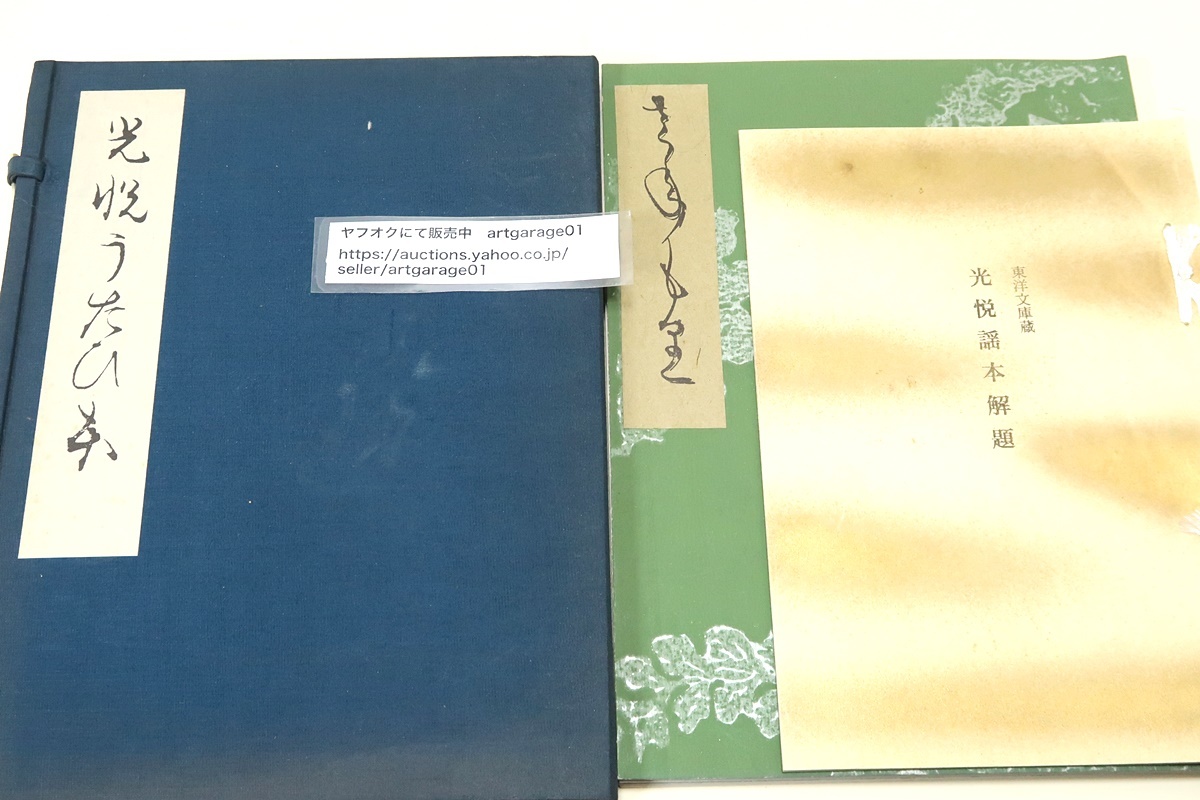 光悦うたひ本
ヤフオクにて販売中　artgarage01
https://auctions.yahoo.co.jp/
seller/artgarage01
東洋文庫蔵
光悦謡本解題